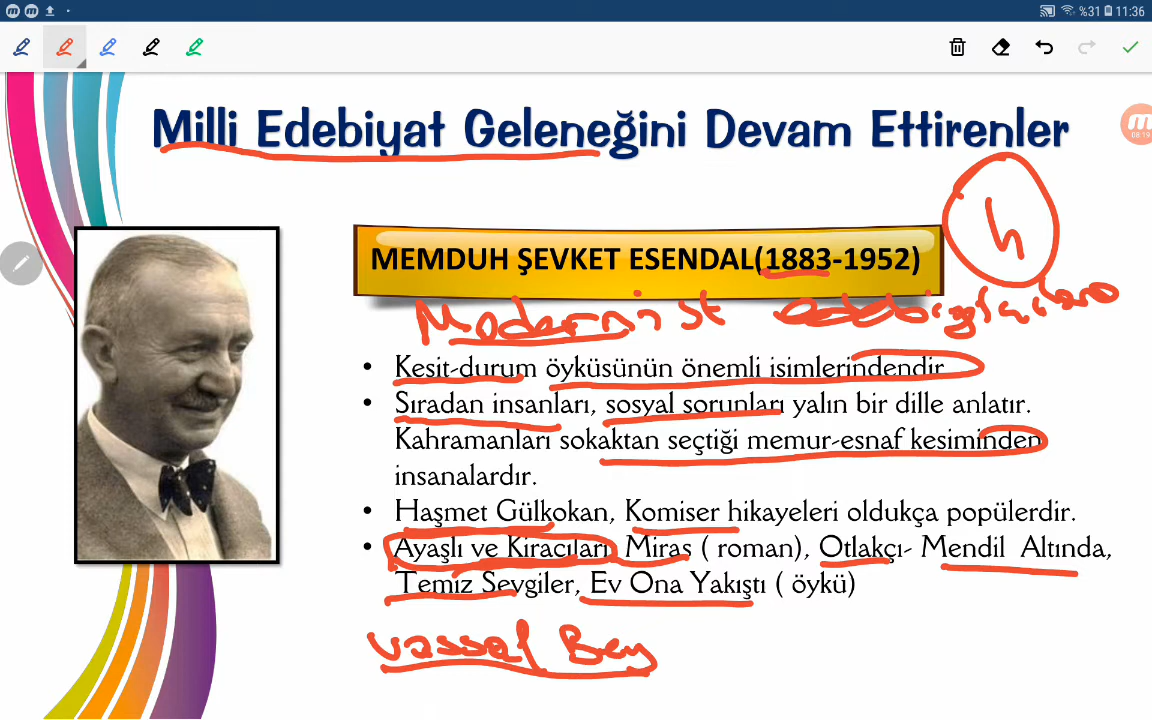 %31 11:36
Milli Edebiyat Geleneğini Devam Ettirenler
08:19
MEMDUH ŞEVKET ESENDAL(1883-1952)
h
Modernist
• Kesit-durum öyküsünün önemli isimlerindendir
• Sıradan insanları, sosyal sorunları yalın bir dille anlatır.
Kahramanları sokaktan seçtiği memur-esnaf kesiminden
insanalardır.
• Haşmet Gülkokan, Komiser hikayeleri oldukça popülerdir.
• Ayaşlı ve Kiracıları Miras ( roman), Otlakçı- Mendil Altında,
Temiz Sevgiler, Ev Ona Yakıştı ( öykü)
Vassaf Bey